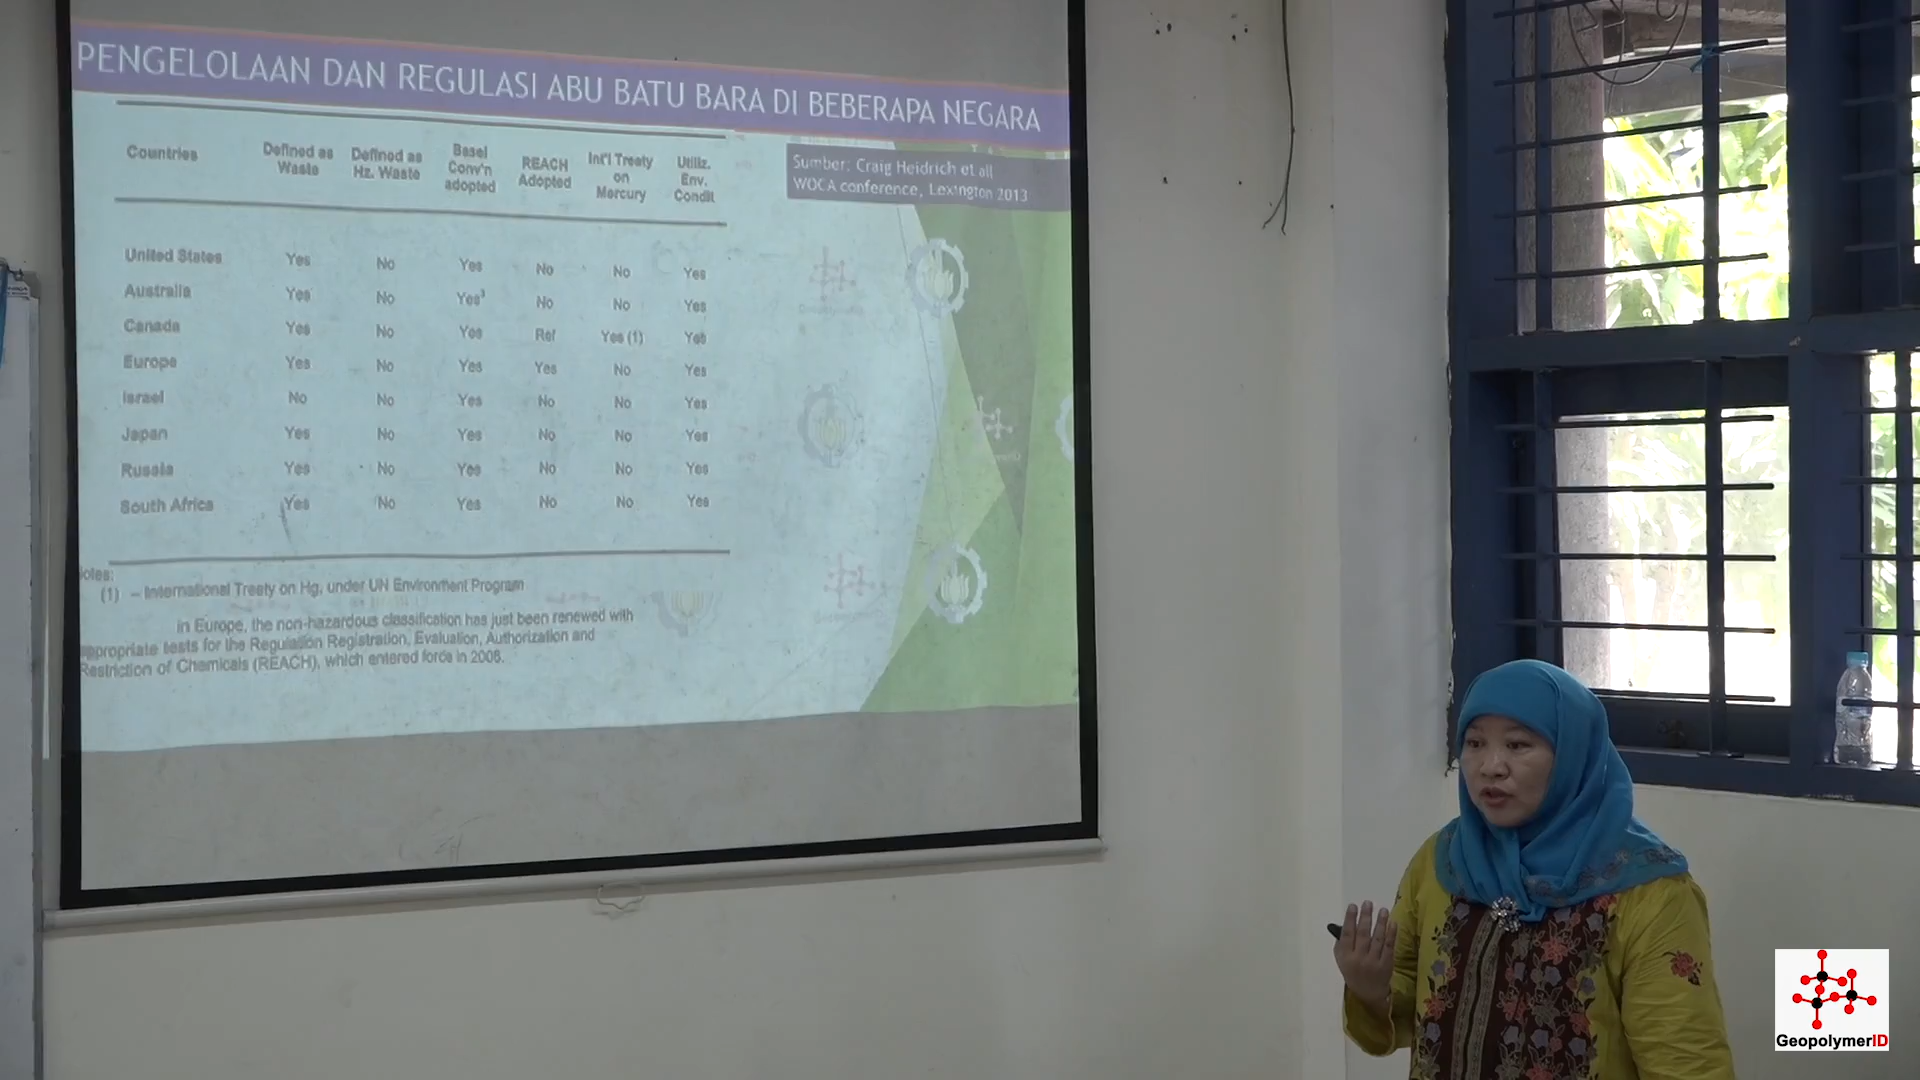 PENGELOLAAN DAN REGULASI ABU BATU BARA DI BEBERAPA NEGARA
Sumber: Craig Heidrich et all
WOCA conference, Lexington 2013
Countries Defined as Waste Defined as Hz. Waste Basel Conv'n adopted REACH Adopted Int'l Treaty on Mercury Utiliz. Env. Condit
United States Yes No Yes No No Yes
Australia Yes No Yes³ No No Yes
Canada Yes No Yes Ref Yes (1) Yes
Europe Yes No Yes Yes No Yes
Israel No No Yes No No Yes
Japan Yes No Yes No No Yes
Russia Yes No Yes No No Yes
South Africa Yes No Yes No No Yes
otes:
(1) – International Treaty on Hg, under UN Environment Program
in Europe, the non-hazardous classification has just been renewed with
appropriate tests for the Regulation Registration, Evaluation, Authorization and
Restriction of Chemicals (REACH), which entered force in 2008.
GeopolymerID